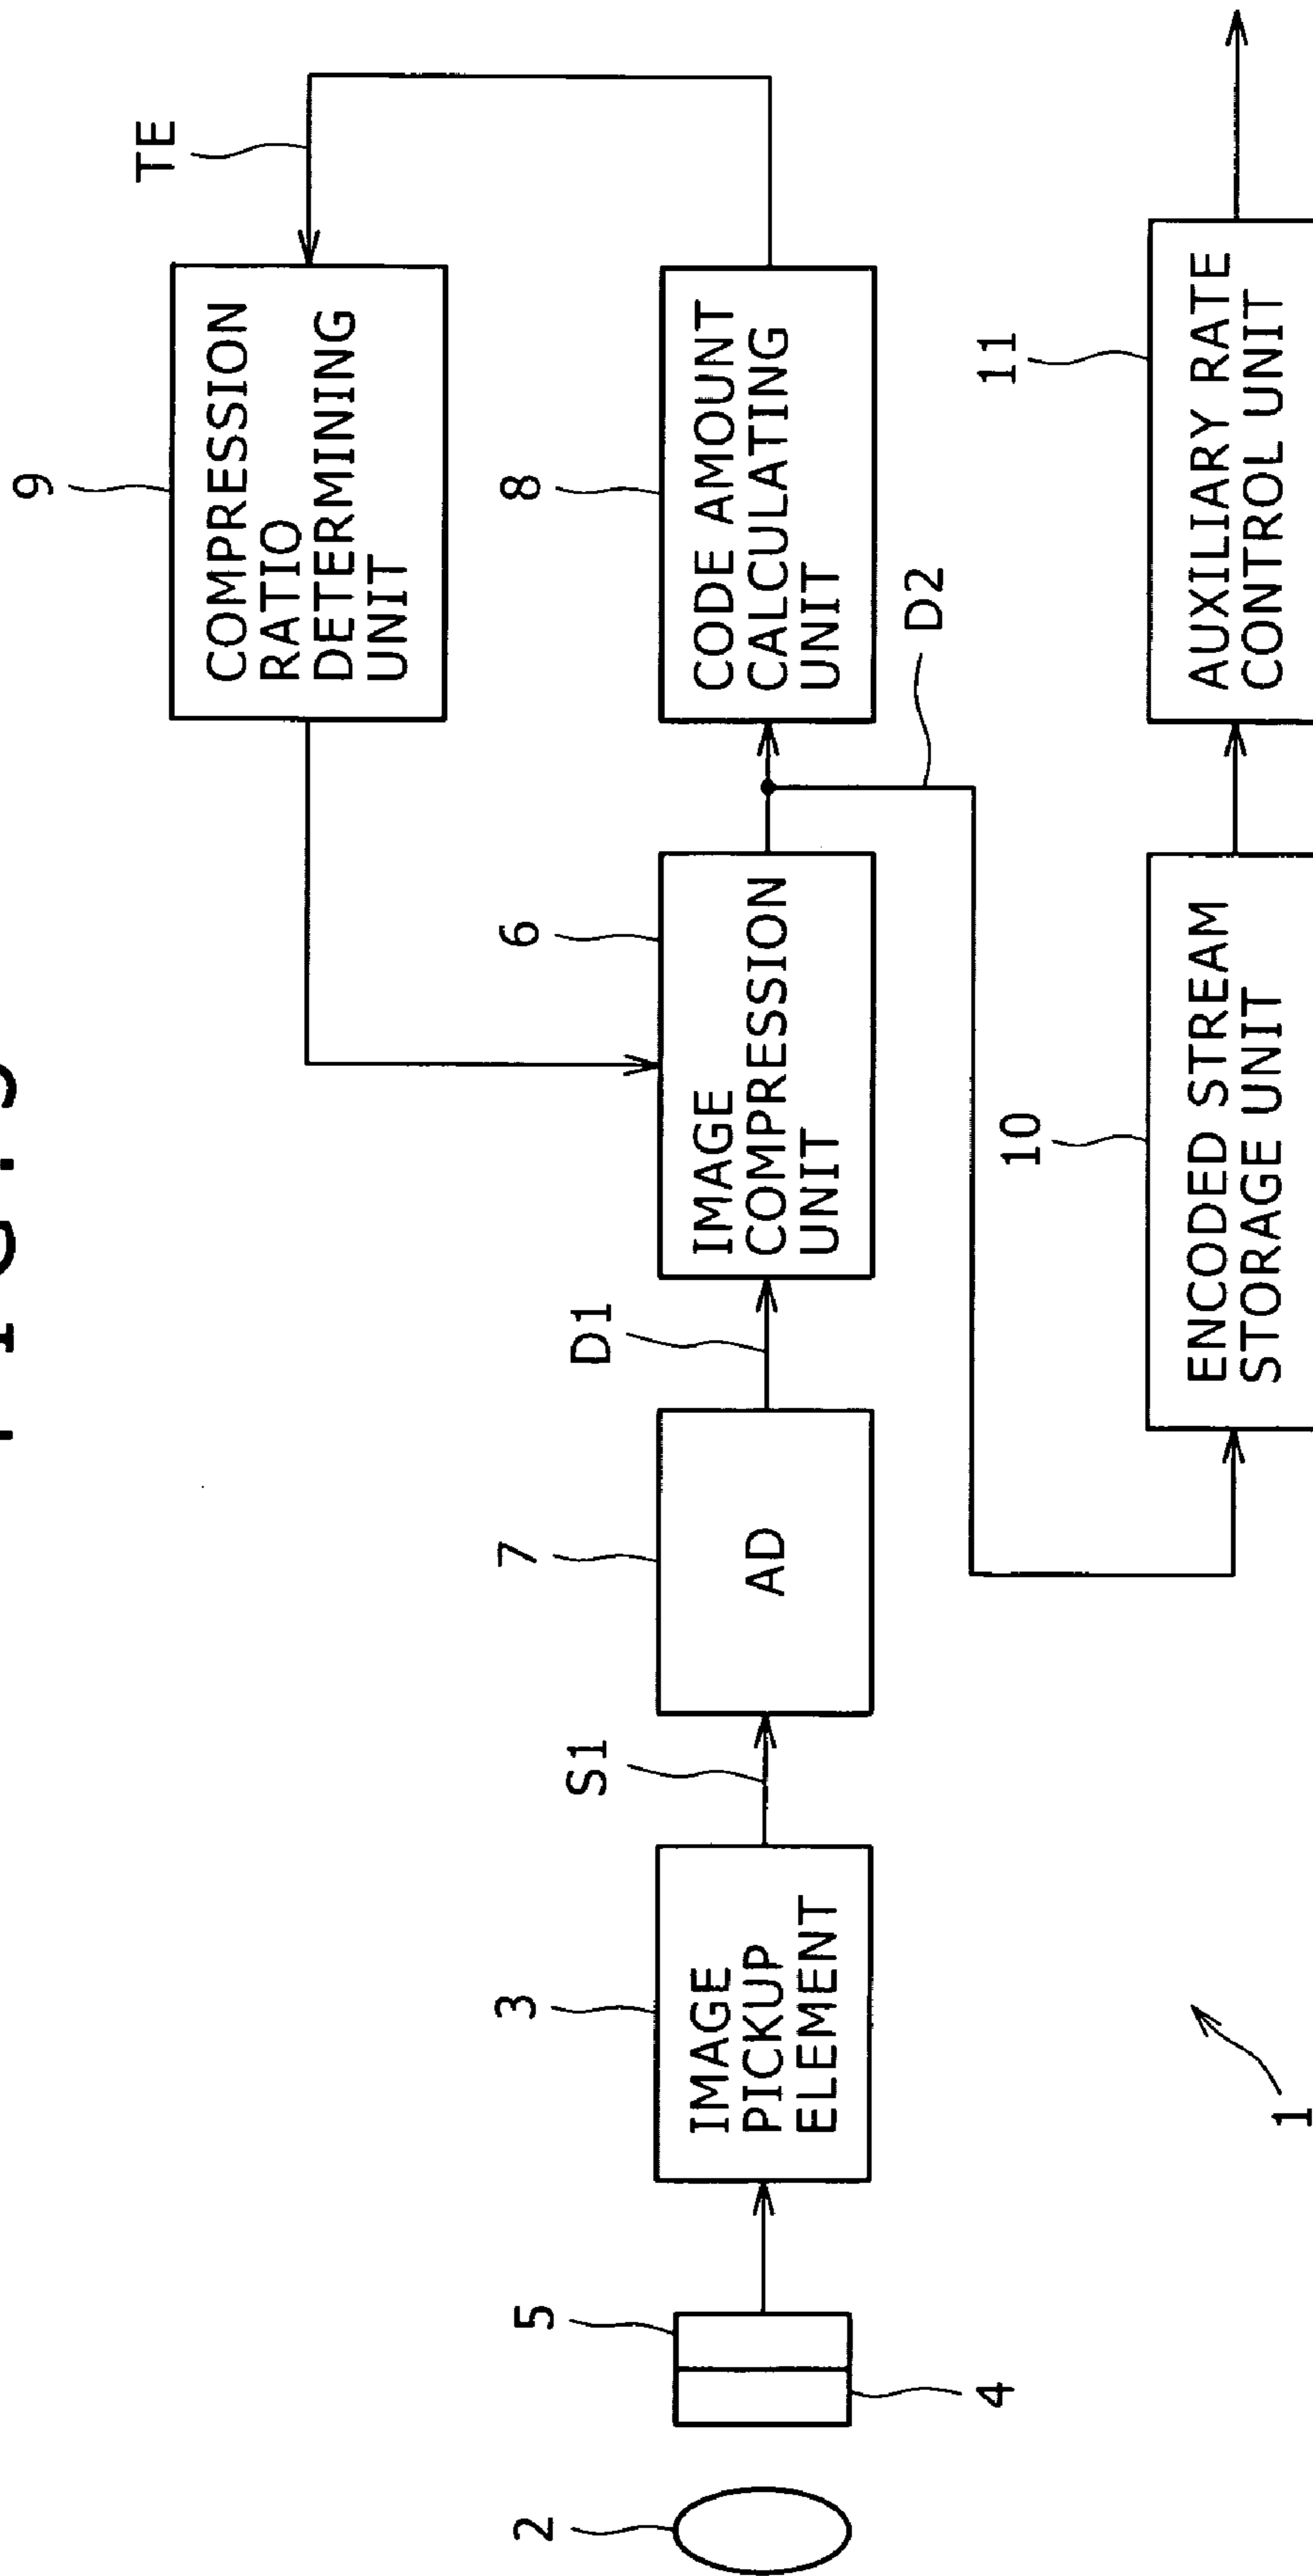 TE
9
COMPRESSION
RATIO
DETERMINING
UNIT
6
IMAGE
COMPRESSION
UNIT
8
CODE AMOUNT
CALCULATING
UNIT
2
5
4
3
IMAGE
PICKUP
ELEMENT
S1
7
AD
D1
D2
10
ENCODED STREAM
STORAGE UNIT
11
AUXILIARY RATE
CONTROL UNIT
1